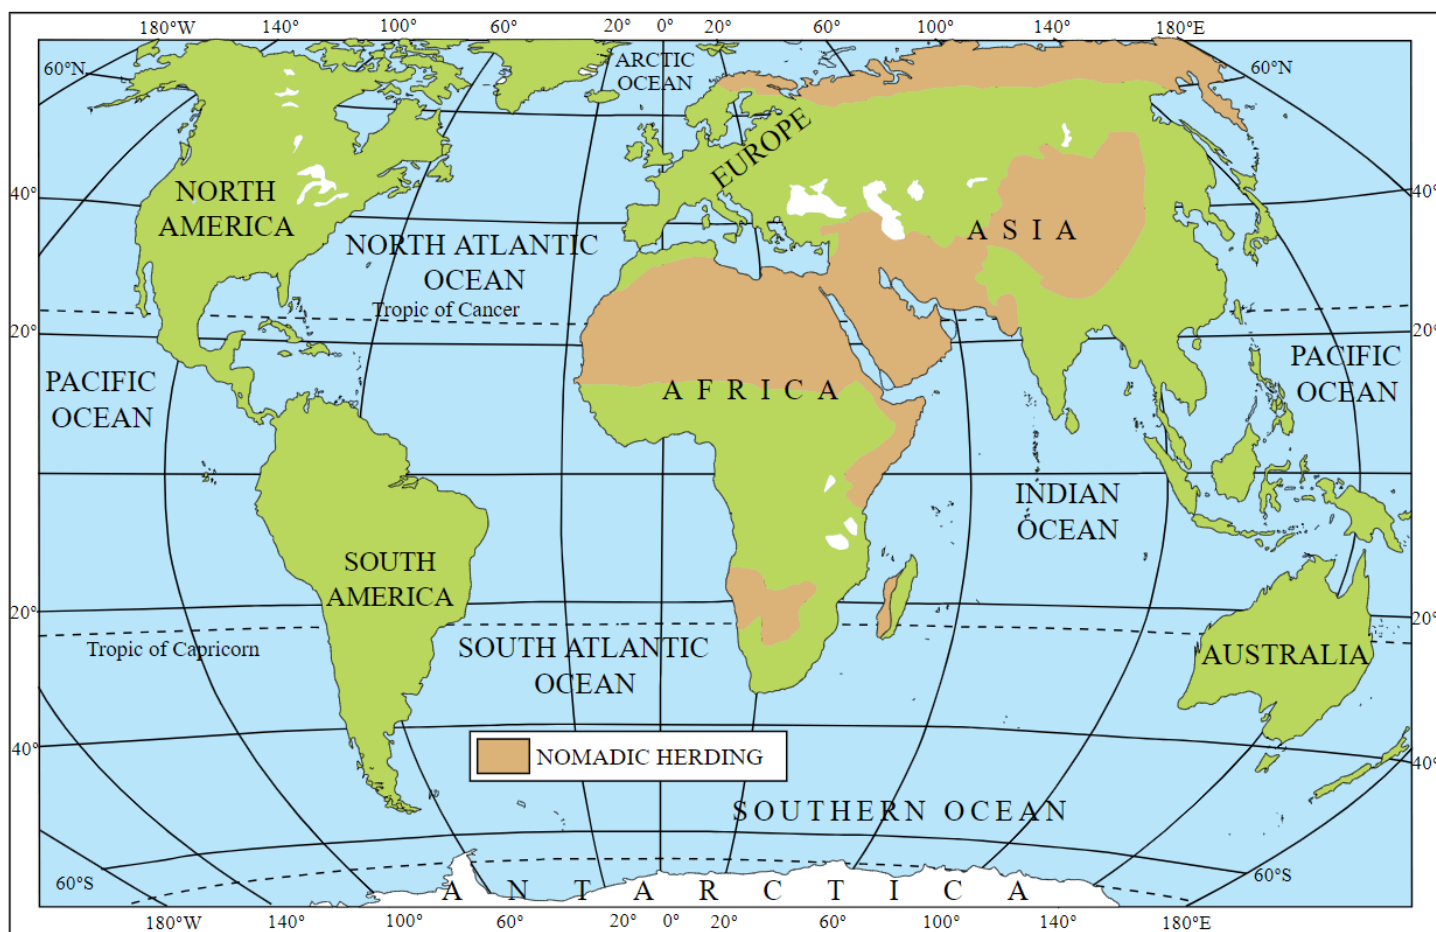 180°W 140° 100° 60° 20° 0° 20° 60° 100° 140° 180°E
60°N
ARCTIC
OCEAN
60°N
EUROPE
40°
NORTH
AMERICA
40°
ASIA
NORTH ATLANTIC
OCEAN
Tropic of Cancer
20°
20°
PACIFIC
OCEAN
AFRICA
PACIFIC
OCEAN
INDIAN
OCEAN
SOUTH
AMERICA
20°
20°
Tropic of Capricorn
SOUTH ATLANTIC
OCEAN
AUSTRALIA
40°
NOMADIC HERDING
40°
SOUTHERN OCEAN
60°S
60°S
ANTARCTICA
180°W 140° 100° 60° 20° 0° 20° 60° 100° 140° 180°E